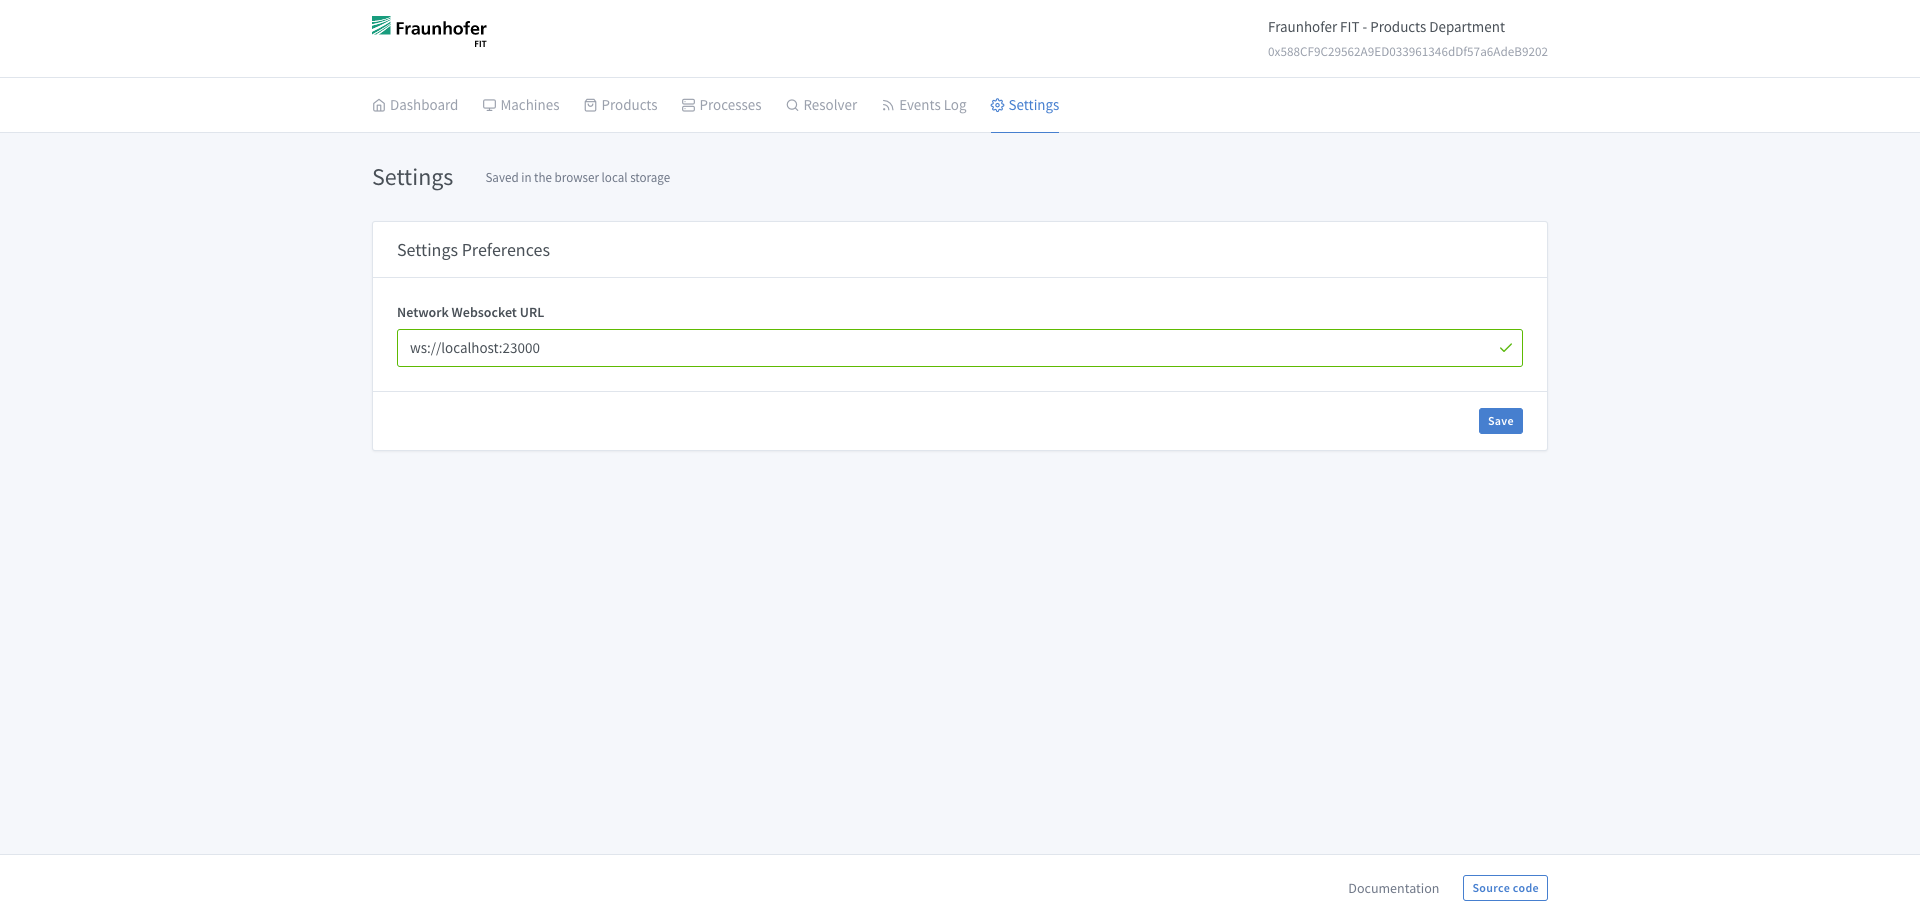 Fraunhofer
FIT
Fraunhofer FIT - Products Department
0x588CF9C29562A9ED033961346dDf57a6AdeB9202
Dashboard Machines Products Processes Resolver Events Log Settings
Settings Saved in the browser local storage
Settings Preferences
Network Websocket URL
ws://localhost:23000
Save
Documentation Source code